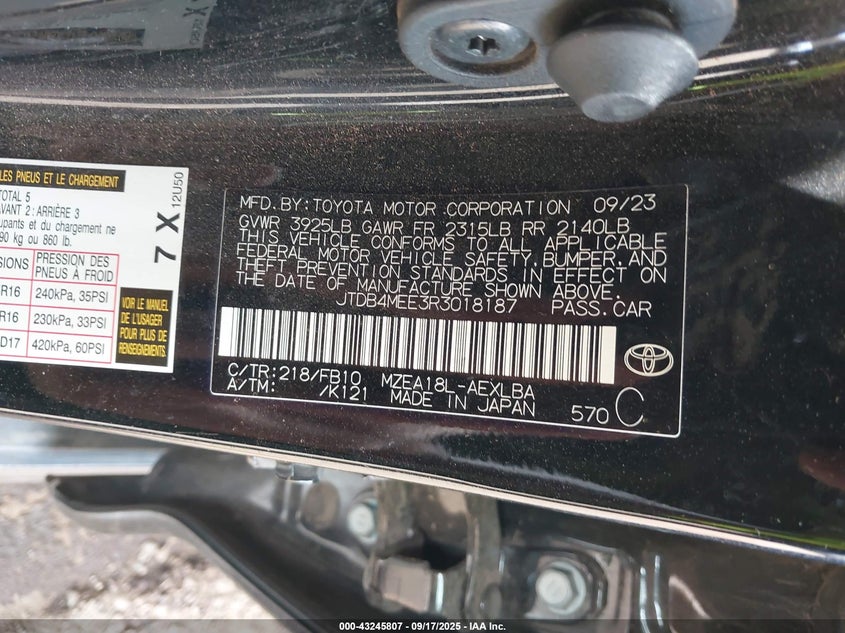 LES PNEUS ET LE CHARGEMENT
TOTAL 5
AVANT 2: ARRIÈRE 3
cupants et du chargement ne
90 kg ou 860 lb.
7 X
12U50
PRESSION DES
PNEUS À FROID
R16 240kPa, 35PSI
R16 230kPa, 33PSI
D17 420kPa, 60PSI
VOIR LE MANUEL
DE L'USAGER
POUR PLUS DE
RENSEIGNEMENTS
MFD.BY:TOYOTA MOTOR CORPORATION 09/23
GVWR 3925LB GAWR FR 2315LB RR 2140LB
THIS VEHICLE CONFORMS TO ALL APPLICABLE
FEDERAL MOTOR VEHICLE SAFETY,BUMPER,AND
THEFT PREVENTION STANDARDS IN EFFECT ON
THE DATE OF MANUFACTURE SHOWN ABOVE.
JTDB4MEE3R3018187 PASS.CAR
C/TR:218/FB10 MZEA18L-AEXLBA
A/TM: /K121 MADE IN JAPAN
570 C
000-43245807 - 09/17/2025 - IAA Inc.